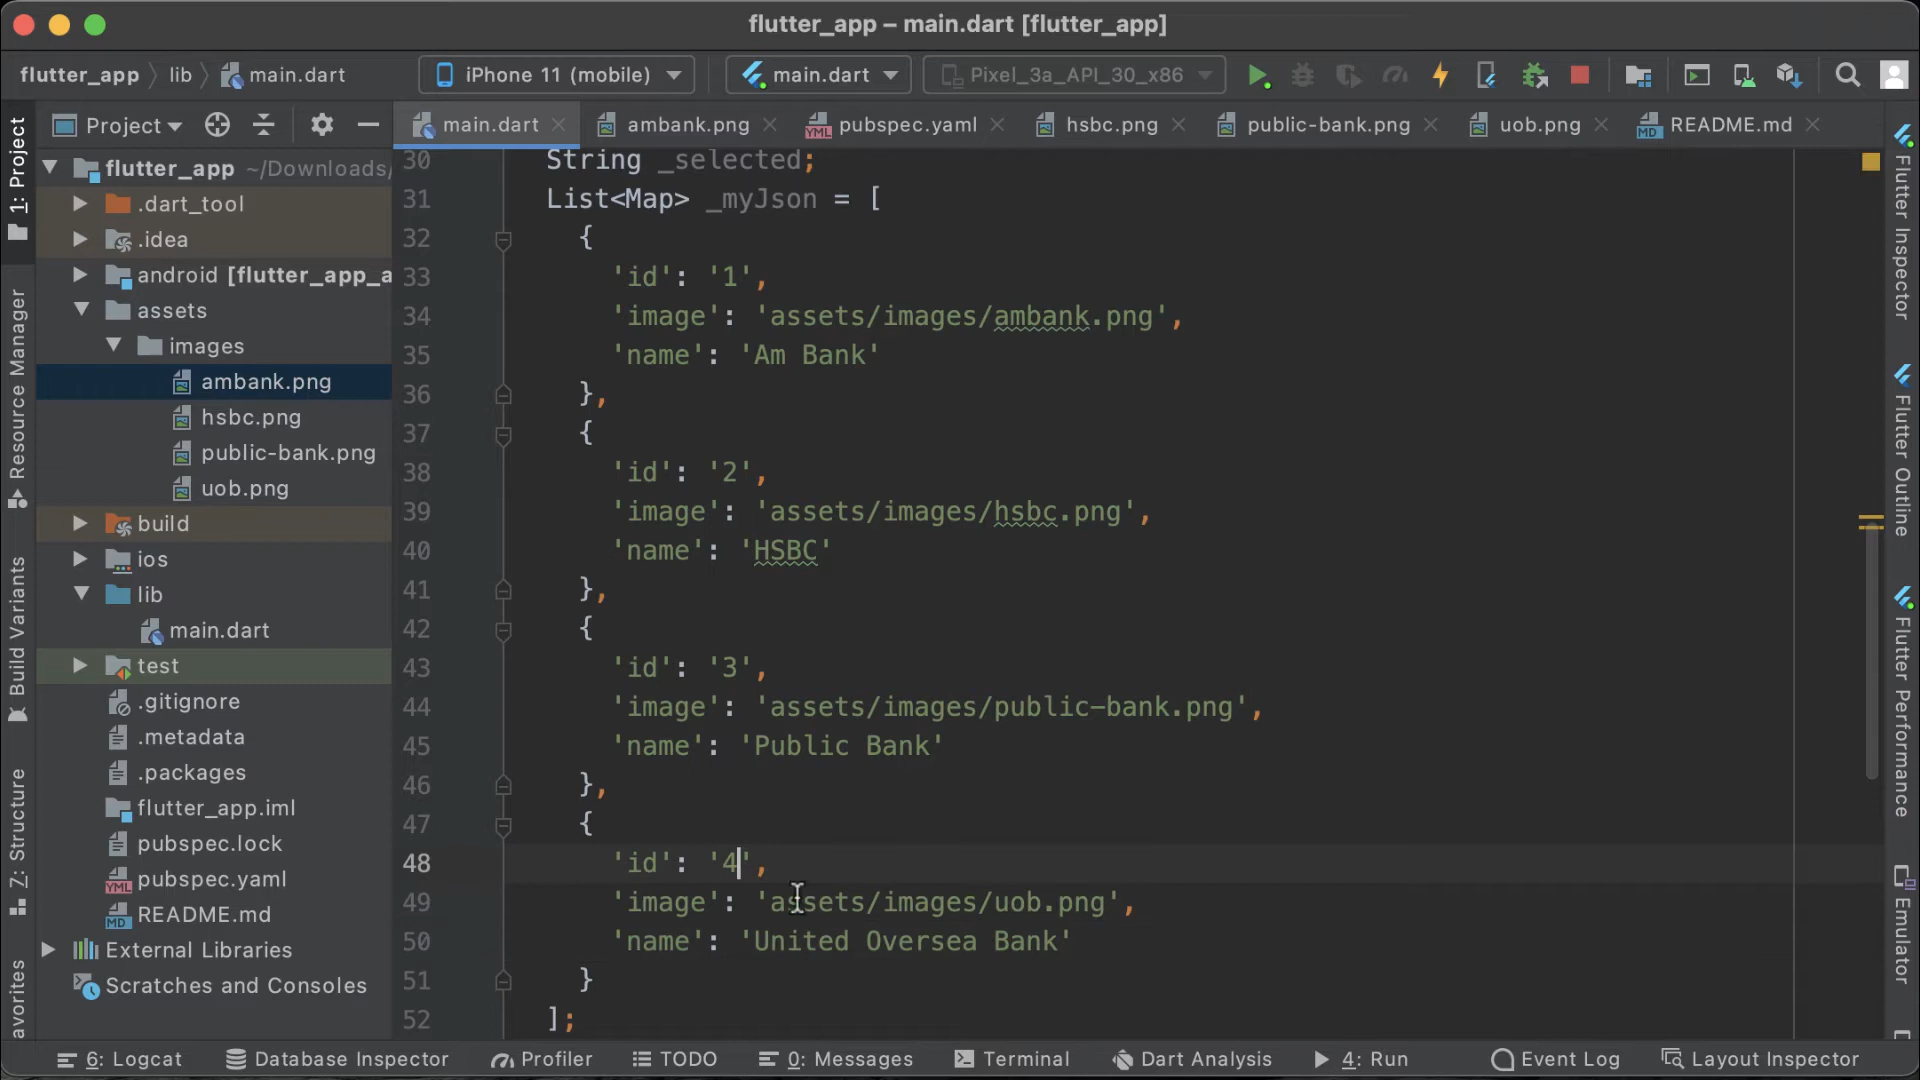 flutter_app – main.dart [flutter_app]
flutter_app lib main.dart iPhone 11 (mobile) main.dart Pixel_3a_API_30_x86
Project main.dart ambank.png pubspec.yaml hsbc.png public-bank.png uob.png README.md
1: Project
Resource Manager
Build Variants
Z: Structure
avorites
flutter_app ~/Downloads/
.dart_tool
.idea
android [flutter_app_a
assets
images
ambank.png
hsbc.png
public-bank.png
uob.png
build
ios
lib
main.dart
test
.gitignore
.metadata
.packages
flutter_app.iml
pubspec.lock
pubspec.yaml
README.md
External Libraries
Scratches and Consoles
30 String _selected;
31 List<Map> _myJson = [
32 {
33 'id': '1',
34 'image': 'assets/images/ambank.png',
35 'name': 'Am Bank'
36 },
37 {
38 'id': '2',
39 'image': 'assets/images/hsbc.png',
40 'name': 'HSBC'
41 },
42 {
43 'id': '3',
44 'image': 'assets/images/public-bank.png',
45 'name': 'Public Bank'
46 },
47 {
48 'id': '4',
49 'image': 'assets/images/uob.png',
50 'name': 'United Oversea Bank'
51 }
52 ];
Flutter Inspector
Flutter Outline
Flutter Performance
Emulator
6: Logcat Database Inspector Profiler TODO 0: Messages Terminal Dart Analysis 4: Run Event Log Layout Inspector